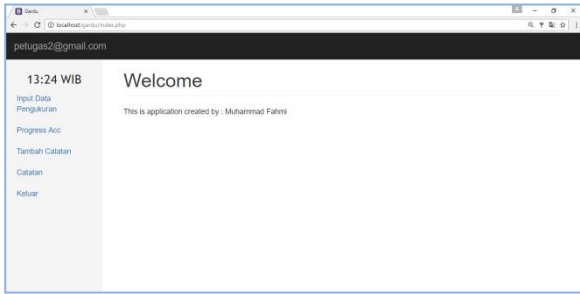 Gardu
localhost/gardu/index.php
petugas2@gmail.com
13:24 WIB
Input Data
Pengukuran
Progress Acc
Tambah Catatan
Catatan
Keluar
Welcome
This is application created by : Muhammad Fahmi